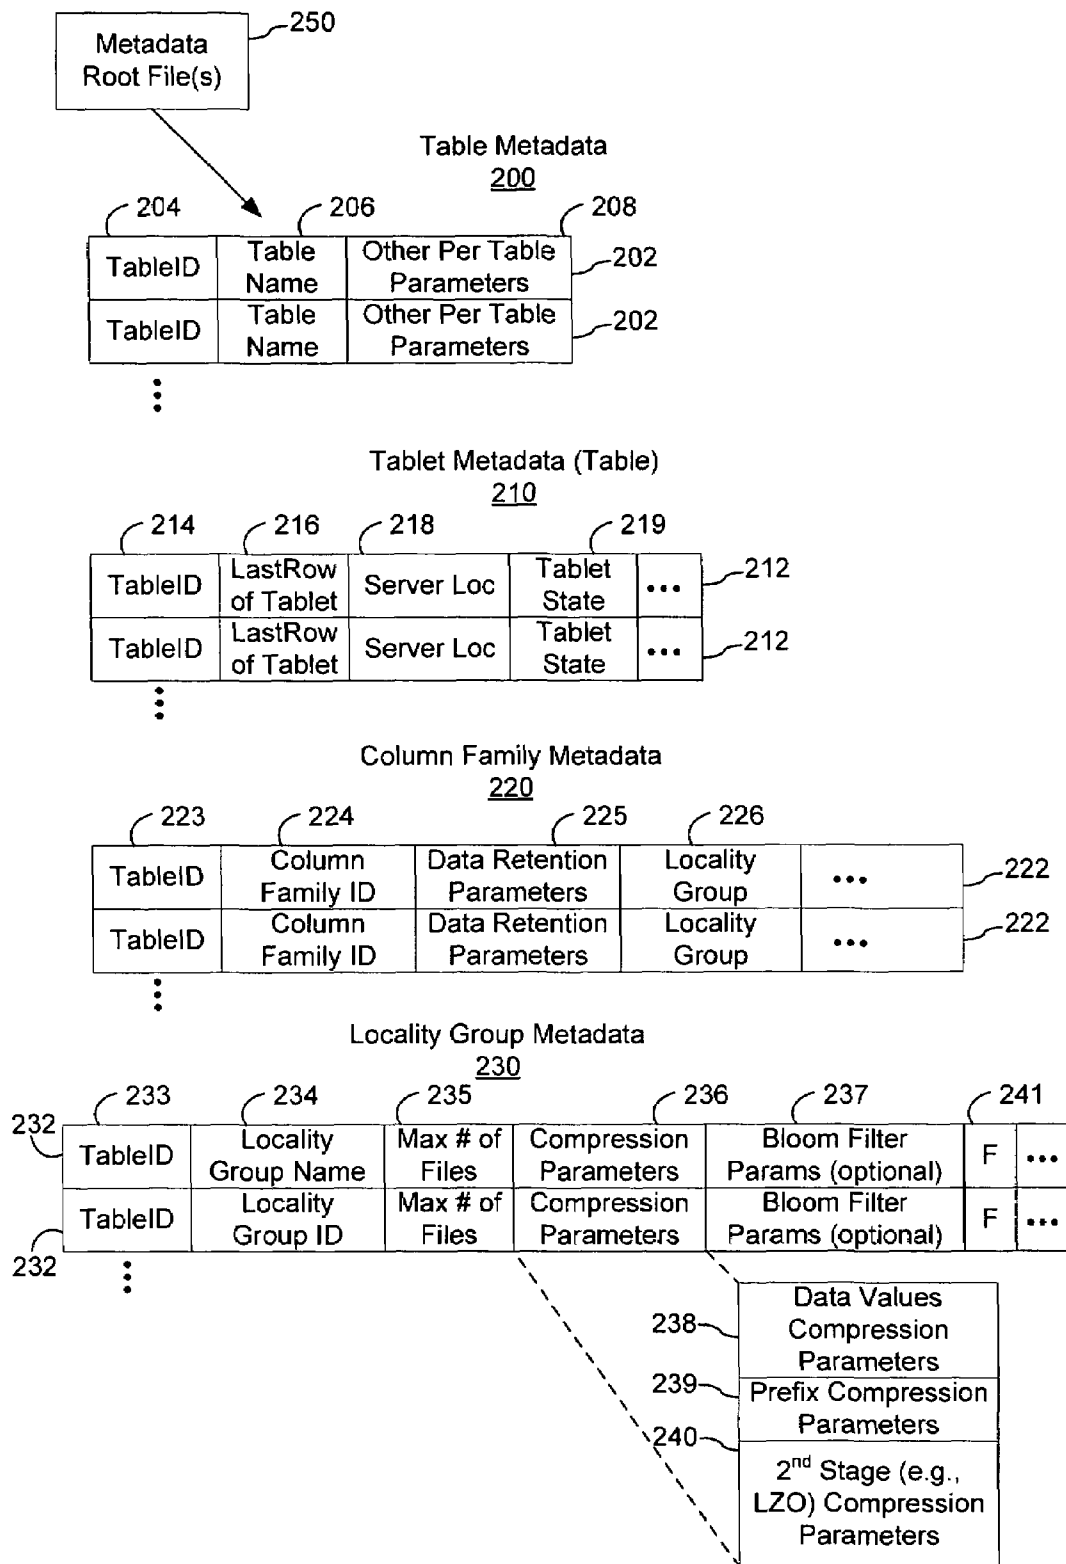 Metadata
Root File(s)
250
Table Metadata
200
204 206 208
TableID Table Name Other Per Table Parameters 202
TableID Table Name Other Per Table Parameters 202
Tablet Metadata (Table)
210
214 216 218 219
TableID LastRow of Tablet Server Loc Tablet State ••• 212
TableID LastRow of Tablet Server Loc Tablet State ••• 212
Column Family Metadata
220
223 224 225 226
TableID Column Family ID Data Retention Parameters Locality Group ••• 222
TableID Column Family ID Data Retention Parameters Locality Group ••• 222
Locality Group Metadata
230
233 234 235 236 237 241
232 TableID Locality Group Name Max # of Files Compression Parameters Bloom Filter Params (optional) F •••
232 TableID Locality Group ID Max # of Files Compression Parameters Bloom Filter Params (optional) F •••
238 Data Values
Compression
Parameters
239 Prefix Compression
Parameters
240 2nd Stage (e.g.,
LZO) Compression
Parameters